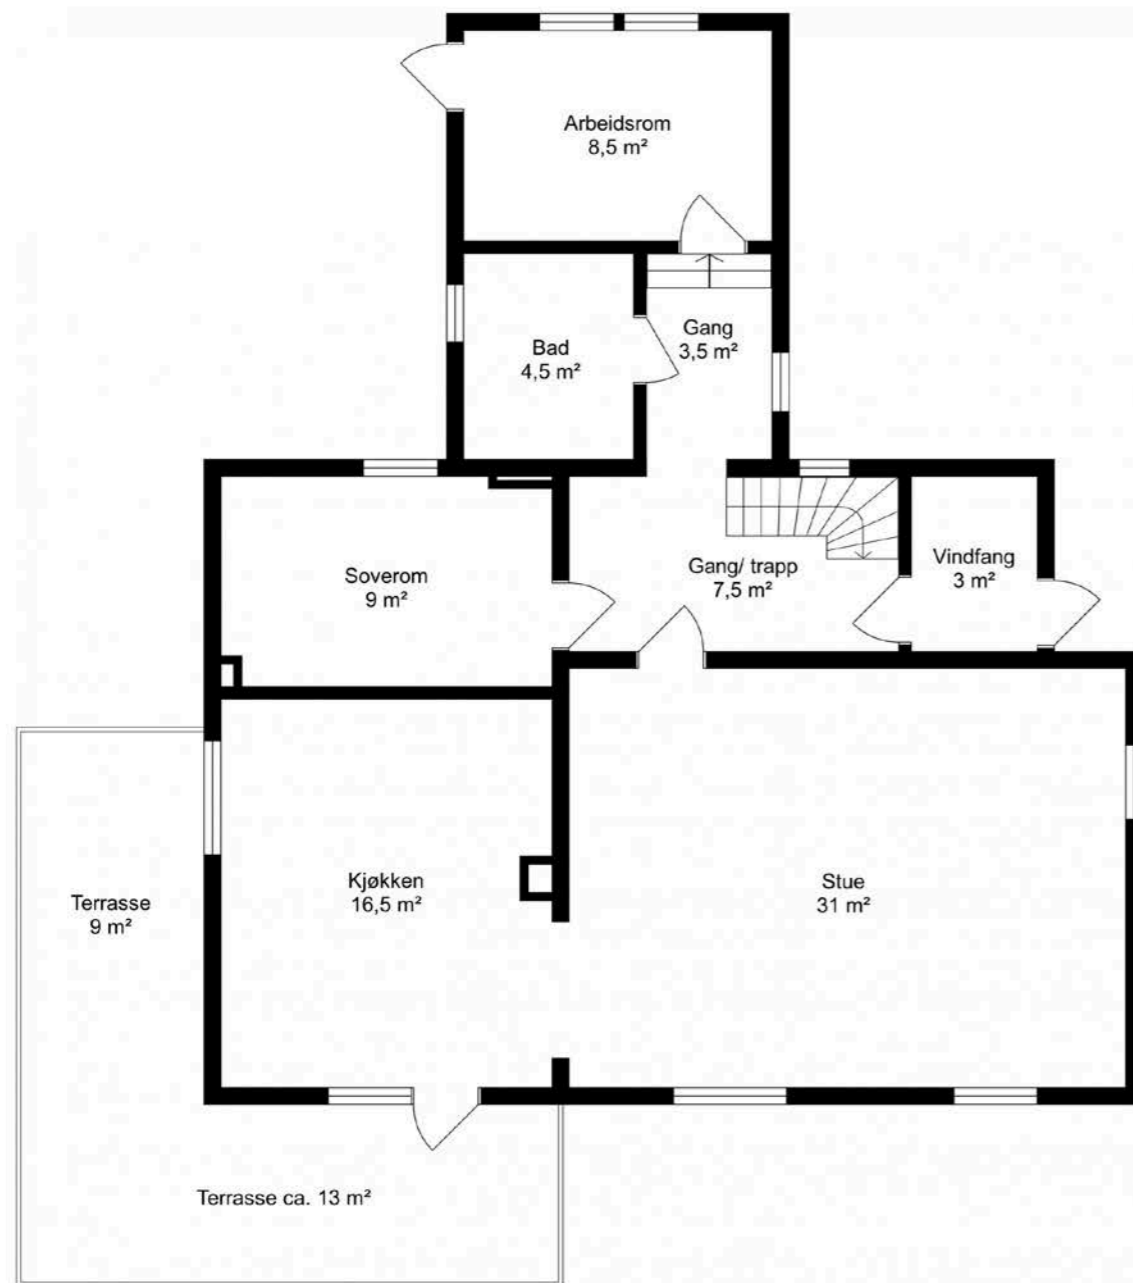 Arbeidsrom
8,5 m²
Gang
3,5 m²
Bad
4,5 m²
Vindfang
3 m²
Gang/ trapp
7,5 m²
Soverom
9 m²
Kjøkken
16,5 m²
Stue
31 m²
Terrasse
9 m²
Terrasse ca. 13 m²